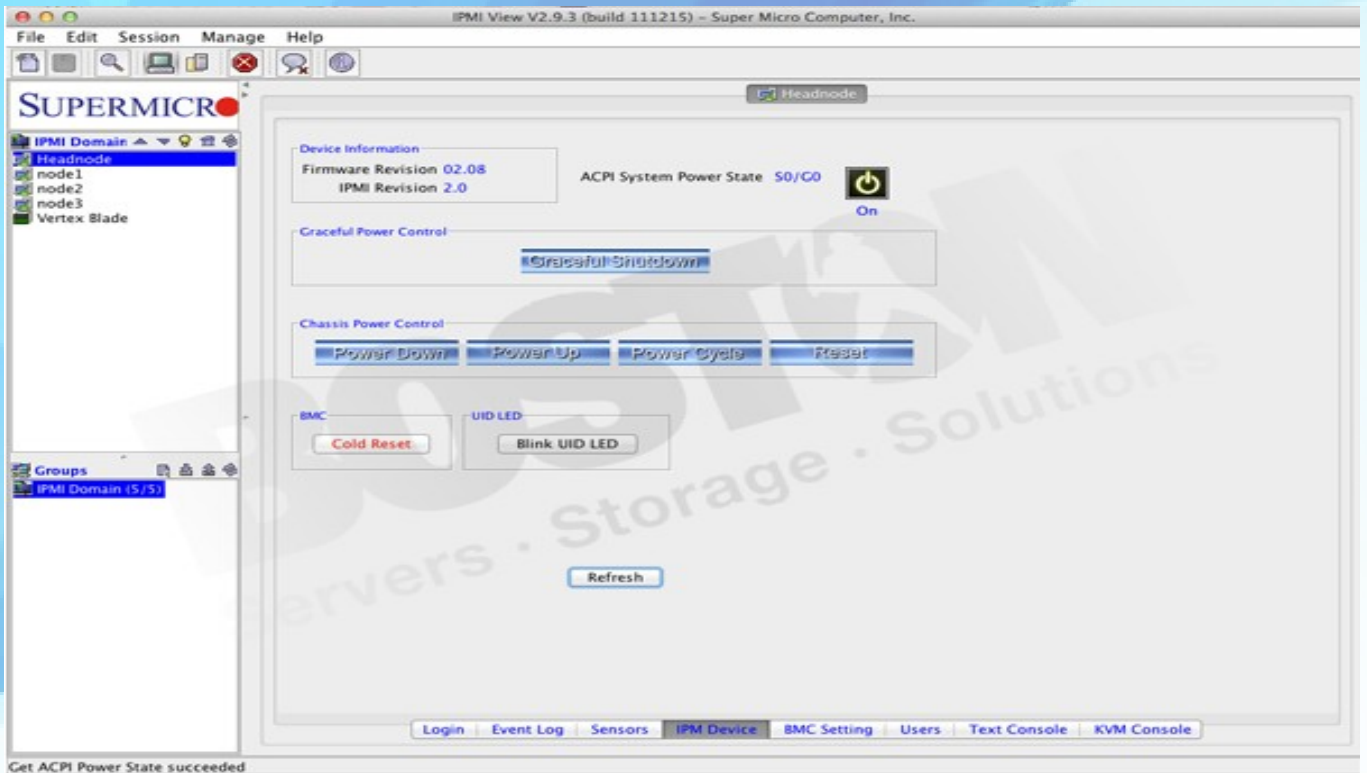 IPMI View V2.9.3 (build 111215) – Super Micro Computer, Inc.
File Edit Session Manage Help
SUPERMICRO
Headnode
IPMI Domain
Headnode
node1
node2
node3
Vertex Blade
Device Information
Firmware Revision 02.08
IPMI Revision 2.0
ACPI System Power State S0/G0
On
Graceful Power Control
Graceful Shutdown
Chassis Power Control
Power Down Power Up Power Cycle Reset
BMC
Cold Reset
UID LED
Blink UID LED
Groups
IPMI Domain (5/5)
BOSTON
Servers · Storage · Solutions
Refresh
Login Event Log Sensors IPM Device BMC Setting Users Text Console KVM Console
Get ACPI Power State succeeded